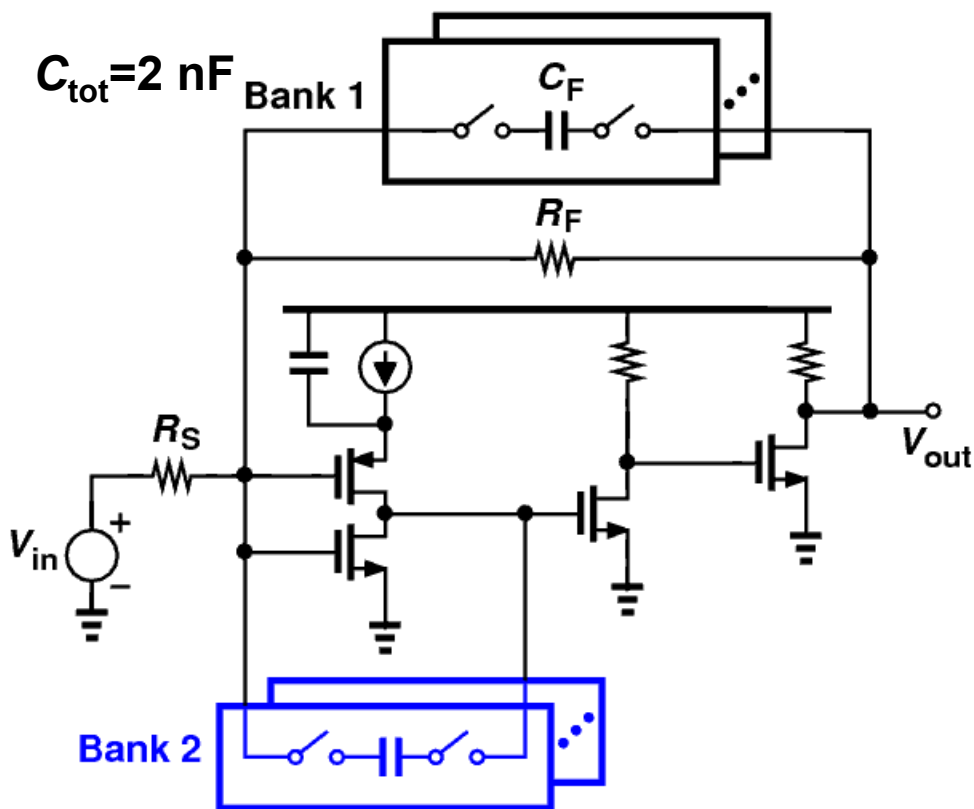 C_tot=2 nF
Bank 1
C_F
R_F
R_S
V_in
+
−
V_out
Bank 2